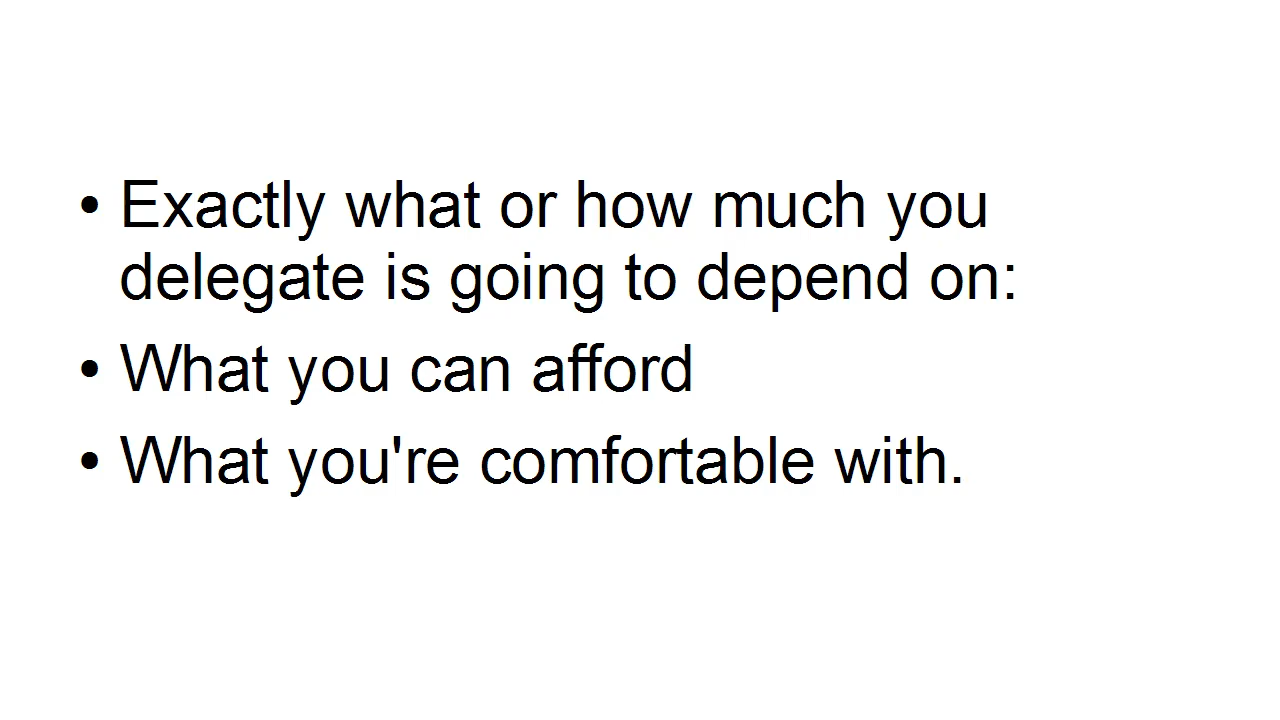 • Exactly what or how much you
delegate is going to depend on:
• What you can afford
• What you're comfortable with.